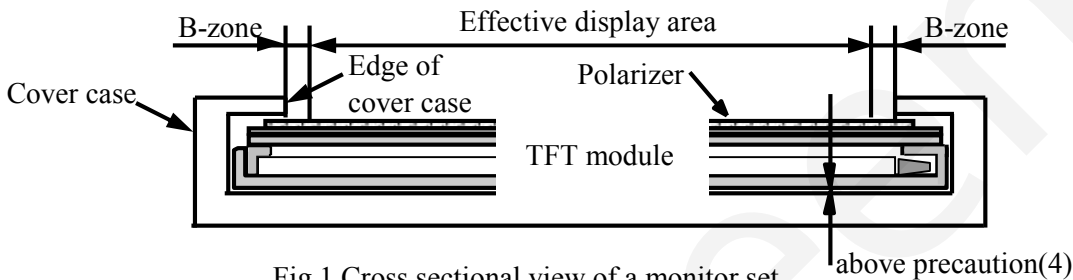 B-zone
Effective display area
B-zone
Edge of
cover case
Polarizer
Cover case
TFT module
above precaution(4)
Fig.1 Cross sectional view of a monitor set